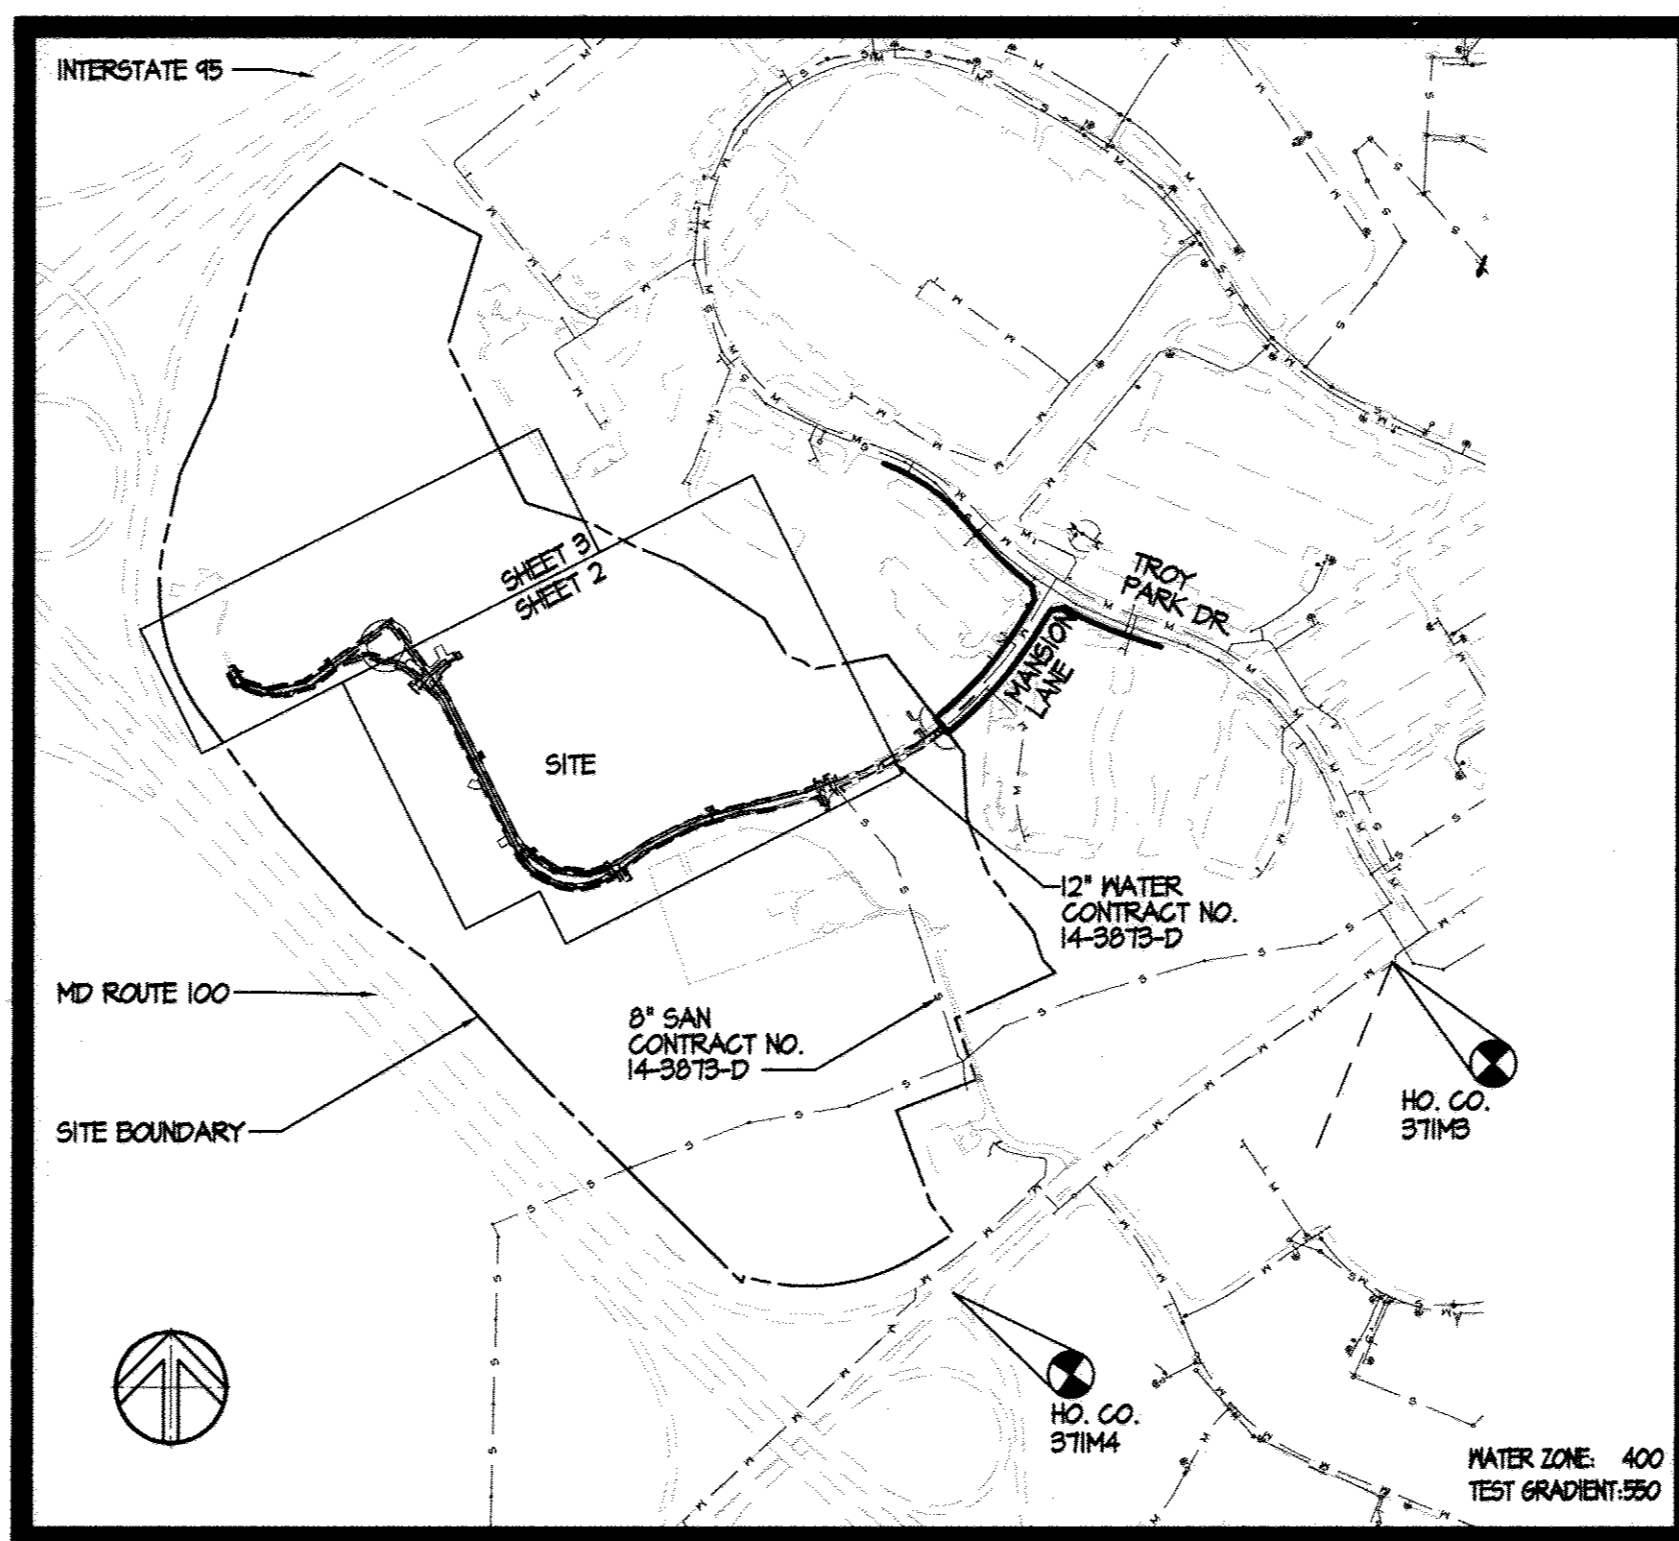 INTERSTATE 95
SHEET 3
SHEET 2
TROY
PARK DR.
MANSION
LANE
SITE
12" WATER
CONTRACT NO.
14-3873-D
MD ROUTE 100
8" SAN
CONTRACT NO.
14-3873-D
SITE BOUNDARY
HO. CO.
371M3
HO. CO.
371M4
WATER ZONE: 400
TEST GRADIENT:550